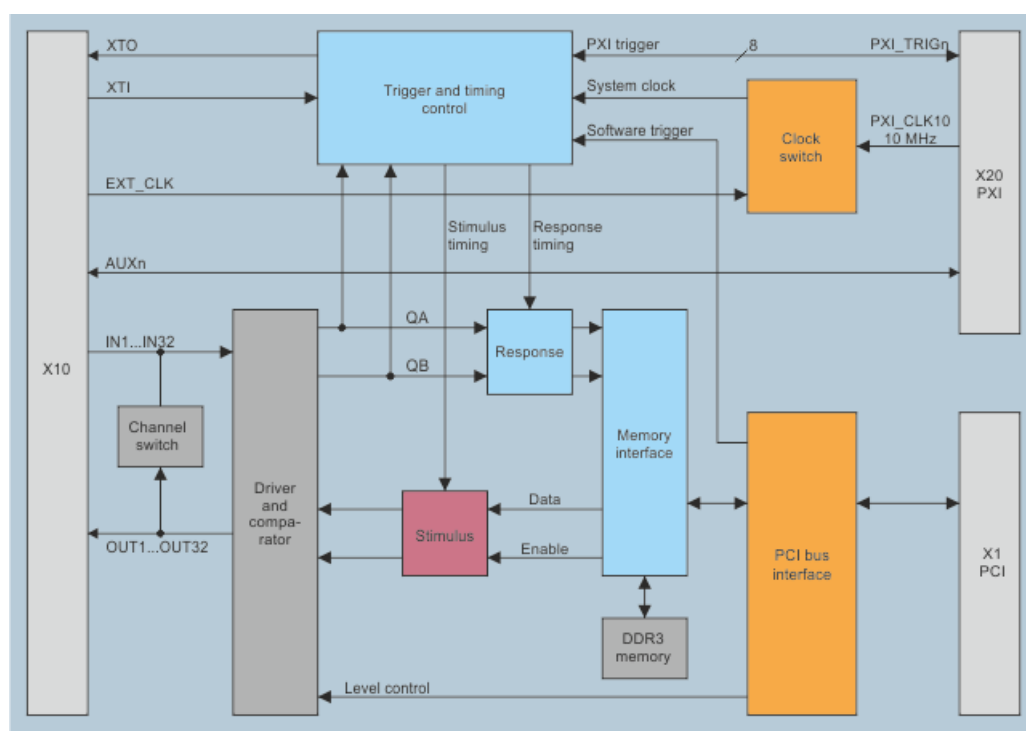 XTO
PXI trigger
8
PXI_TRIGn
XTI
Trigger and timing
control
System clock
Software trigger
Clock
switch
PXI_CLK10
10 MHz
X20
PXI
EXT_CLK
Stimulus
timing
Response
timing
AUXn
IN1...IN32
QA
QB
Response
X10
Channel
switch
Memory
interface
Driver
and
compa-
rator
Data
Stimulus
Enable
OUT1...OUT32
PCI bus
interface
X1
PCI
DDR3
memory
Level control